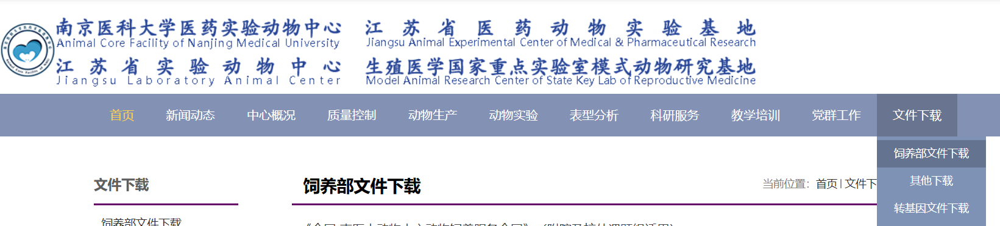 南京医科大学医药实验动物中心
Animal Core Facility of Nanjing Medical University
江苏省实验动物中心
Jiangsu Laboratory Animal Center
江苏省医药动物实验基地
Jiangsu Animal Experimental Center of Medical & Pharmaceutical Research
生殖医学国家重点实验室模式动物研究基地
Model Animal Research Center of State Key Lab of Reproductive Medicine
首页 新闻动态 中心概况 质量控制 动物生产 动物实验 表型分析 科研服务 教学培训 党群工作 文件下载
饲养部文件下载
其他下载
转基因文件下载
文件下载
饲养部文件下载
饲养部文件下载
当前位置: 首页 | 文件下